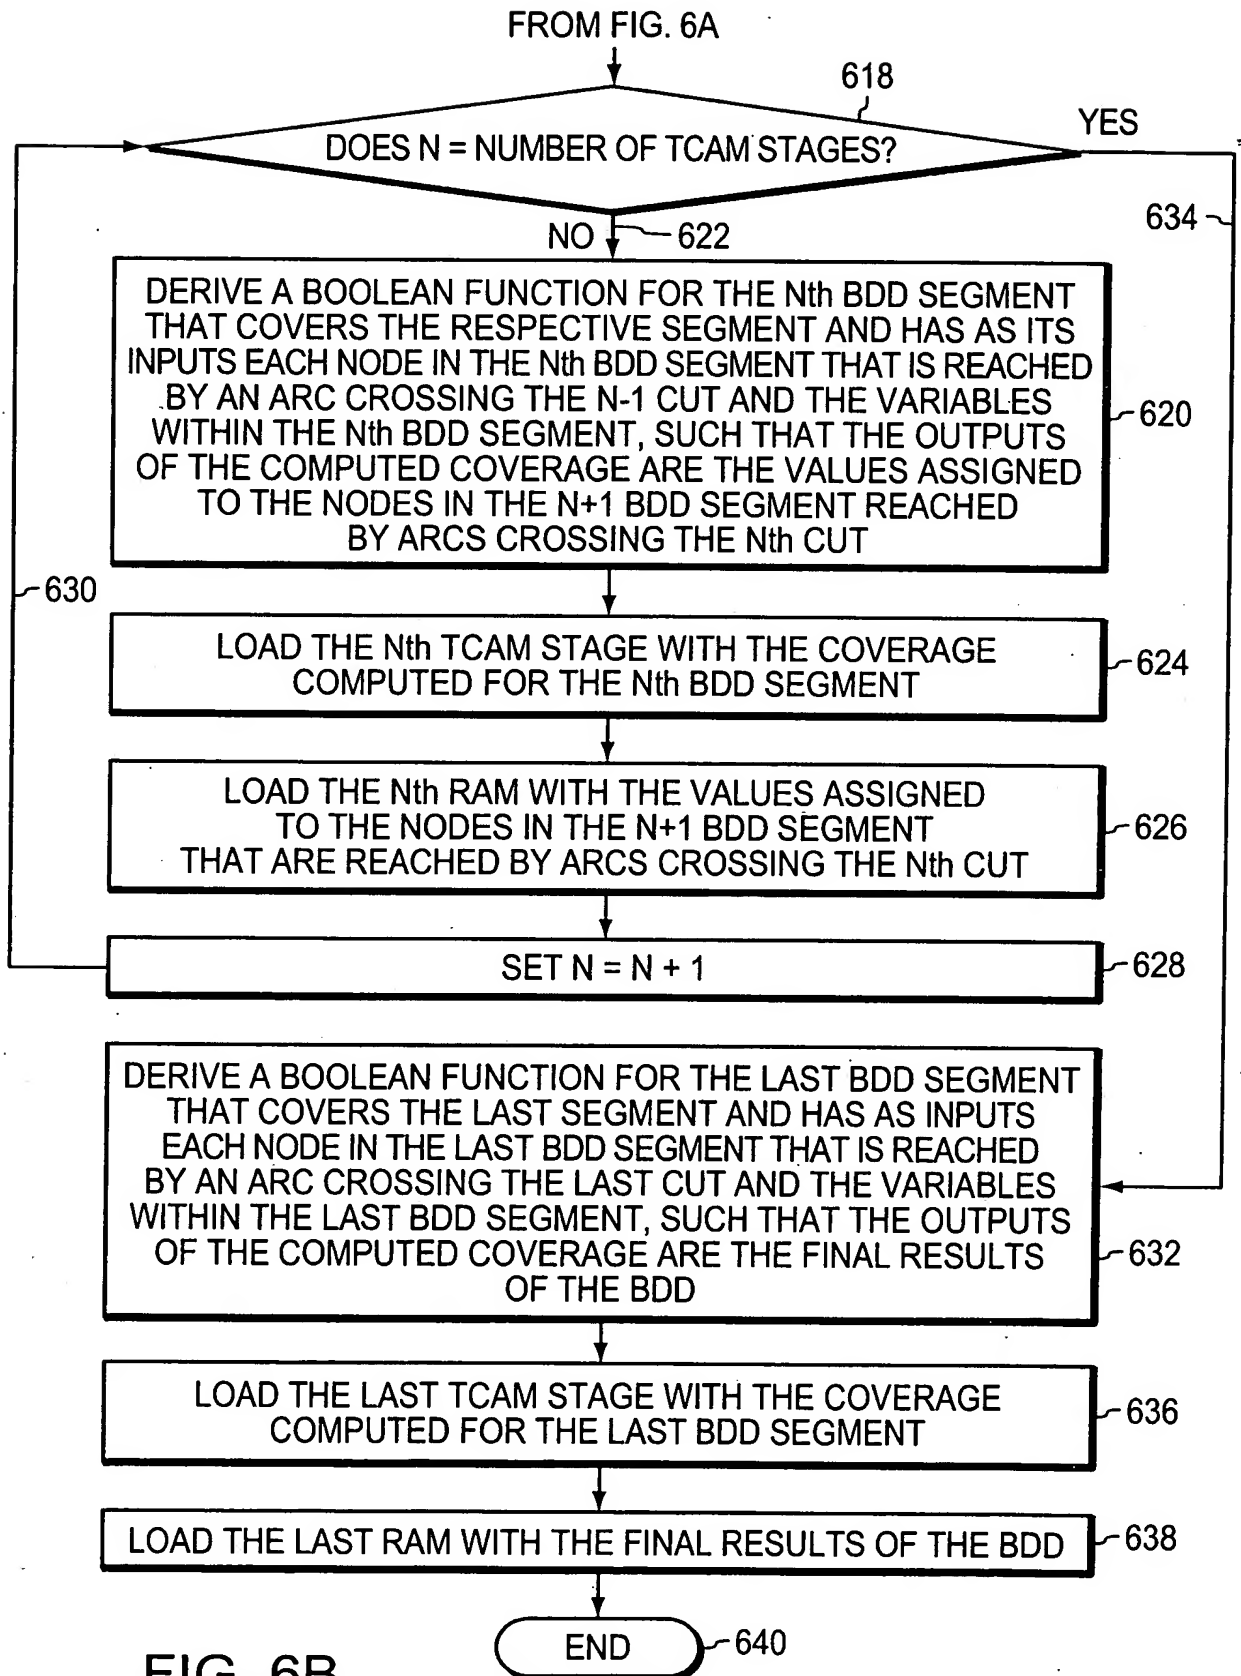 FROM FIG. 6A
618
DOES N = NUMBER OF TCAM STAGES?
YES
634
NO
622
DERIVE A BOOLEAN FUNCTION FOR THE Nth BDD SEGMENT
THAT COVERS THE RESPECTIVE SEGMENT AND HAS AS ITS
INPUTS EACH NODE IN THE Nth BDD SEGMENT THAT IS REACHED
BY AN ARC CROSSING THE N-1 CUT AND THE VARIABLES
WITHIN THE Nth BDD SEGMENT, SUCH THAT THE OUTPUTS
OF THE COMPUTED COVERAGE ARE THE VALUES ASSIGNED
TO THE NODES IN THE N+1 BDD SEGMENT REACHED
BY ARCS CROSSING THE Nth CUT
620
630
LOAD THE Nth TCAM STAGE WITH THE COVERAGE
COMPUTED FOR THE Nth BDD SEGMENT
624
LOAD THE Nth RAM WITH THE VALUES ASSIGNED
TO THE NODES IN THE N+1 BDD SEGMENT
THAT ARE REACHED BY ARCS CROSSING THE Nth CUT
626
SET N = N + 1
628
DERIVE A BOOLEAN FUNCTION FOR THE LAST BDD SEGMENT
THAT COVERS THE LAST SEGMENT AND HAS AS INPUTS
EACH NODE IN THE LAST BDD SEGMENT THAT IS REACHED
BY AN ARC CROSSING THE LAST CUT AND THE VARIABLES
WITHIN THE LAST BDD SEGMENT, SUCH THAT THE OUTPUTS
OF THE COMPUTED COVERAGE ARE THE FINAL RESULTS
OF THE BDD
632
LOAD THE LAST TCAM STAGE WITH THE COVERAGE
COMPUTED FOR THE LAST BDD SEGMENT
636
LOAD THE LAST RAM WITH THE FINAL RESULTS OF THE BDD
638
END
640
FIG. 6B